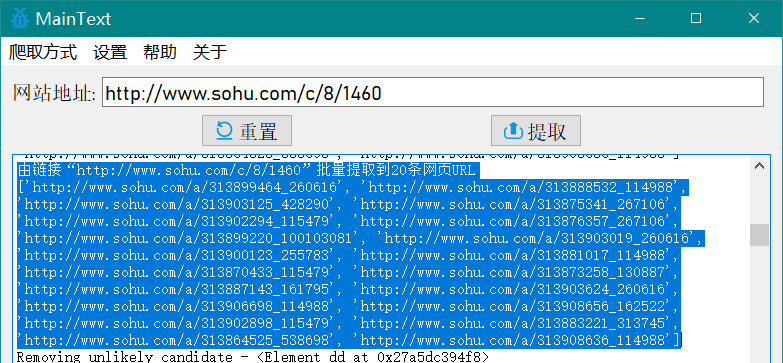 MainText
爬取方式 设置 帮助 关于
网站地址: http://www.sohu.com/c/8/1460
重置 提取
由链接“http://www.sohu.com/c/8/1460”批量提取到20条网页URL
['http://www.sohu.com/a/313899464_260616', 'http://www.sohu.com/a/313888532_114988',
'http://www.sohu.com/a/313903125_428290', 'http://www.sohu.com/a/313875341_267106',
'http://www.sohu.com/a/313902294_115479', 'http://www.sohu.com/a/313876357_267106',
'http://www.sohu.com/a/313899220_100103081', 'http://www.sohu.com/a/313903019_260616',
'http://www.sohu.com/a/313900123_255783', 'http://www.sohu.com/a/313881017_114988',
'http://www.sohu.com/a/313870433_115479', 'http://www.sohu.com/a/313873258_130887',
'http://www.sohu.com/a/313887143_161795', 'http://www.sohu.com/a/313903624_260616',
'http://www.sohu.com/a/313906698_114988', 'http://www.sohu.com/a/313908656_162522',
'http://www.sohu.com/a/313902898_115479', 'http://www.sohu.com/a/313883221_313745',
'http://www.sohu.com/a/313864525_538698', 'http://www.sohu.com/a/313908636_114988']
Removing unlikely candidate - <Element dd at 0x27a5dc394f8>